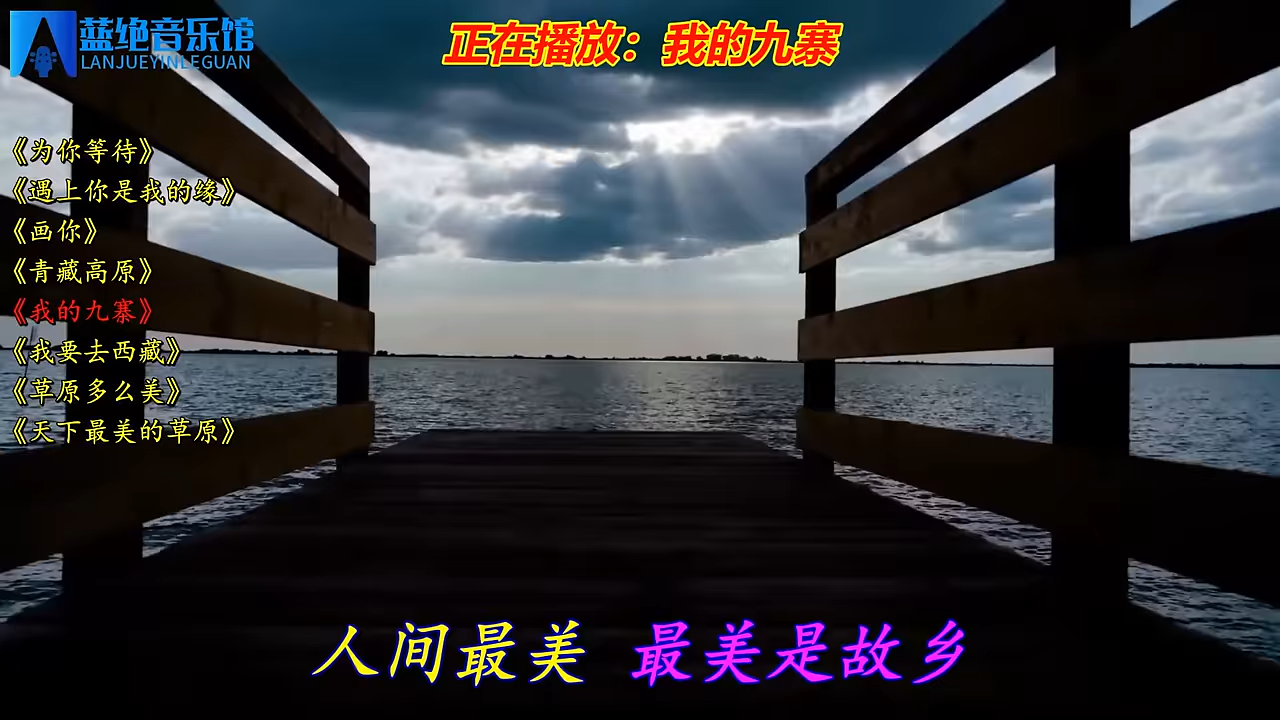 蓝绝音乐馆
LANJUEYINLEGUAN
正在播放：我的九寨
《为你等待》
《遇上你是我的缘》
《画你》
《青藏高原》
《我的九寨》
《我要去西藏》
《草原多么美》
《天下最美的草原》
人间最美 最美是故乡